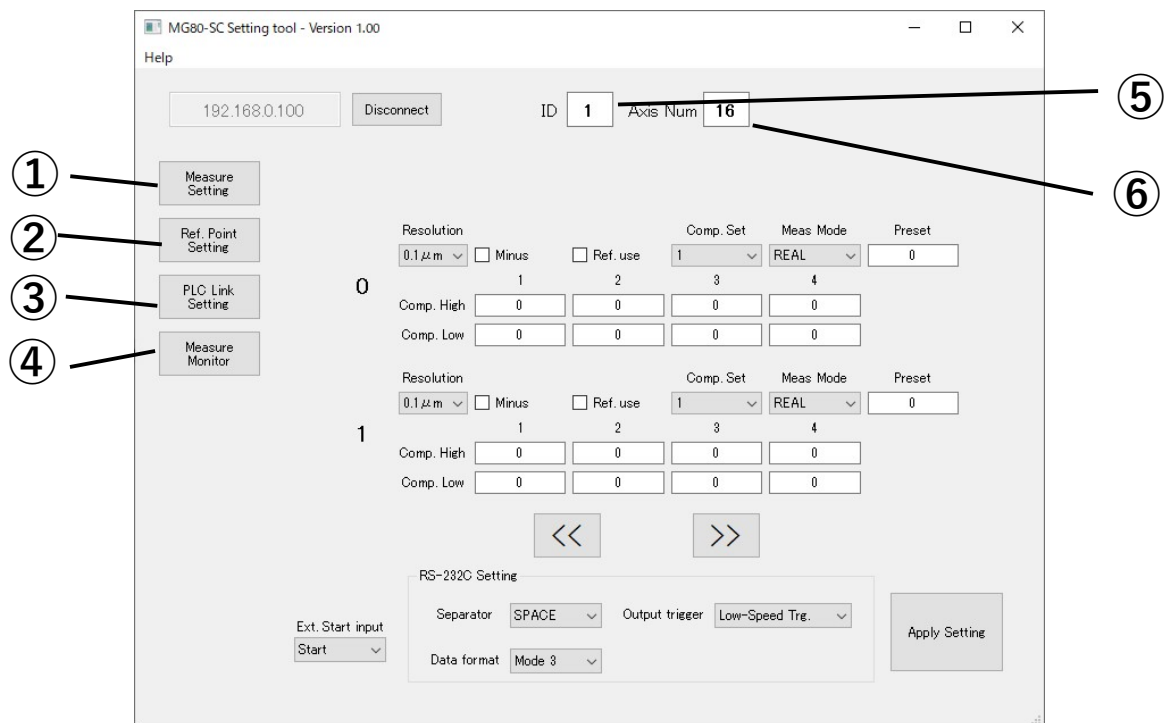 MG80-SC Setting tool - Version 1.00
Help
192.168.0.100 Disconnect ID 1 Axis Num 16 ⑤
① Measure
Setting
⑥
② Ref. Point
Setting
③ PLC Link
Setting
④ Measure
Monitor
Resolution Comp. Set Meas Mode Preset
0.1μm Minus Ref. use 1 REAL 0
0
1 2 3 4
Comp. High 0 0 0 0
Comp. Low 0 0 0 0
Resolution Comp. Set Meas Mode Preset
0.1μm Minus Ref. use 1 REAL 0
1
1 2 3 4
Comp. High 0 0 0 0
Comp. Low 0 0 0 0
<< >>
RS-232C Setting
Separator SPACE Output trigger Low-Speed Trg.
Ext. Start input
Start
Data format Mode 3
Apply Setting